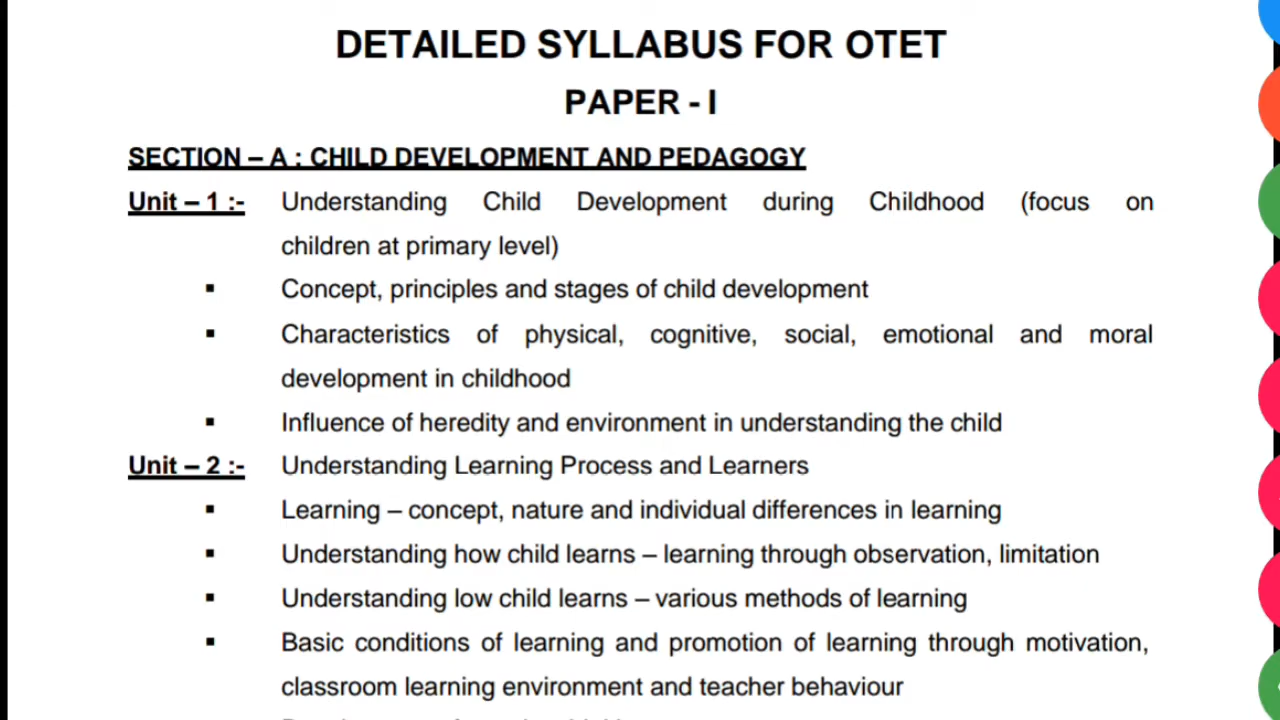 DETAILED SYLLABUS FOR OTET
PAPER - I
SECTION – A : CHILD DEVELOPMENT AND PEDAGOGY
Unit – 1 :- Understanding Child Development during Childhood (focus on
children at primary level)
▪ Concept, principles and stages of child development
▪ Characteristics of physical, cognitive, social, emotional and moral
development in childhood
▪ Influence of heredity and environment in understanding the child
Unit – 2 :- Understanding Learning Process and Learners
▪ Learning – concept, nature and individual differences in learning
▪ Understanding how child learns – learning through observation, limitation
▪ Understanding low child learns – various methods of learning
▪ Basic conditions of learning and promotion of learning through motivation,
classroom learning environment and teacher behaviour